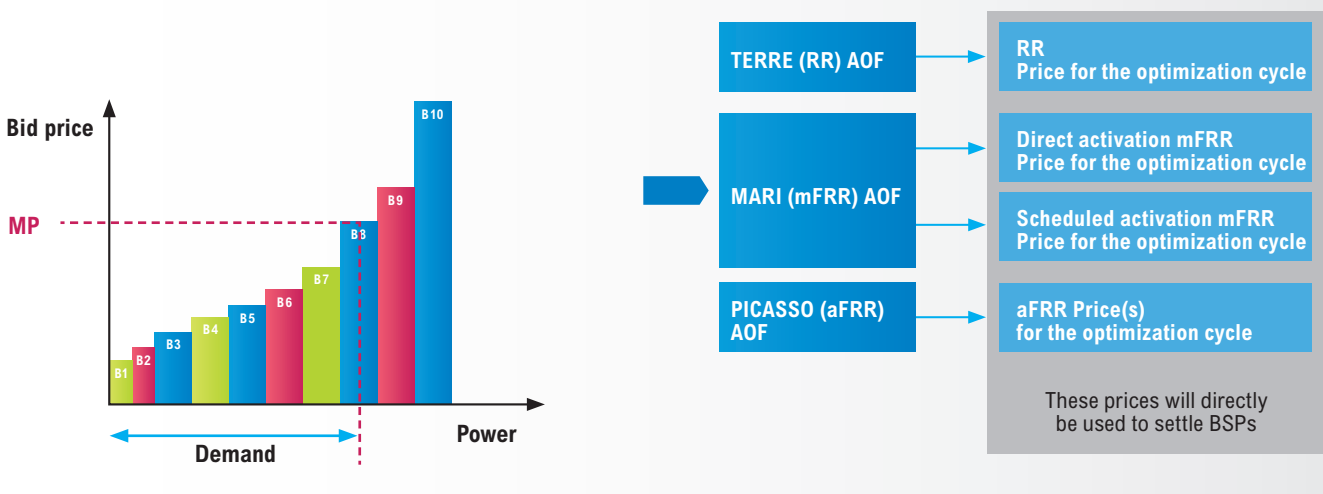 Bid price
MP
B1
B2
B3
B4
B5
B6
B7
B8
B9
B10
Power
Demand
TERRE (RR) AOF
RR
Price for the optimization cycle
MARI (mFRR) AOF
Direct activation mFRR
Price for the optimization cycle
Scheduled activation mFRR
Price for the optimization cycle
PICASSO (aFRR)
AOF
aFRR Price(s)
for the optimization cycle
These prices will directly
be used to settle BSPs